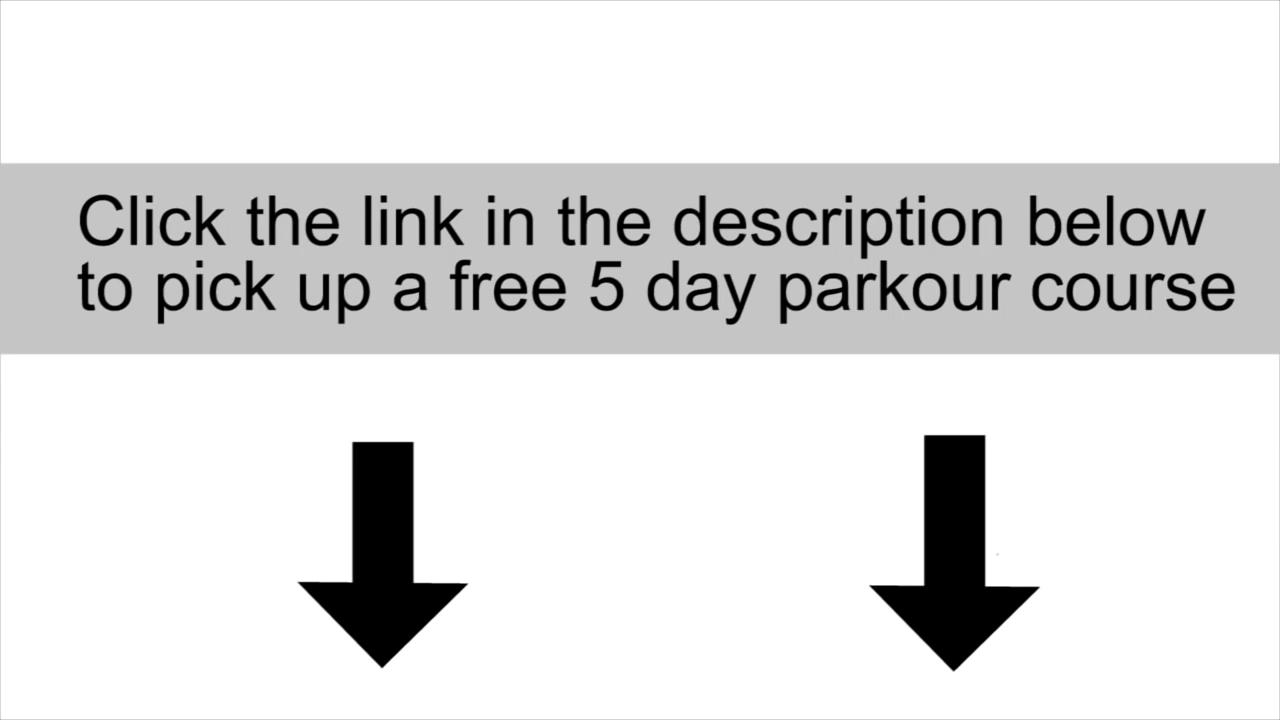 Click the link in the description below
to pick up a free 5 day parkour course